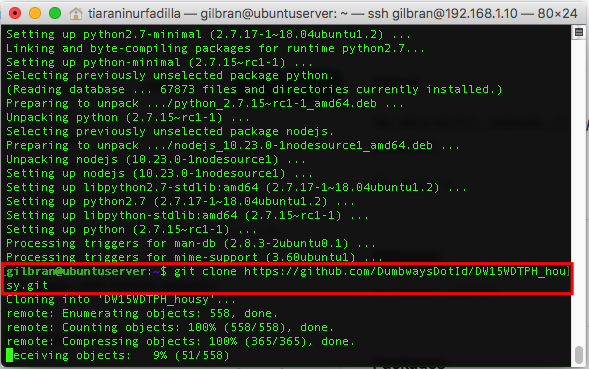 tiaraninurfadilla — gilbran@ubuntuserver: ~ — ssh gilbran@192.168.1.10 — 80×24
Setting up python2.7-minimal (2.7.17-1~18.04ubuntu1.2) ...
Linking and byte-compiling packages for runtime python2.7...
Setting up python-minimal (2.7.15~rc1-1) ...
Selecting previously unselected package python.
(Reading database ... 67873 files and directories currently installed.)
Preparing to unpack .../python_2.7.15~rc1-1_amd64.deb ...
Unpacking python (2.7.15~rc1-1) ...
Selecting previously unselected package nodejs.
Preparing to unpack .../nodejs_10.23.0-1nodesource1_amd64.deb ...
Unpacking nodejs (10.23.0-1nodesource1) ...
Setting up nodejs (10.23.0-1nodesource1) ...
Setting up libpython2.7-stdlib:amd64 (2.7.17-1~18.04ubuntu1.2) ...
Setting up python2.7 (2.7.17-1~18.04ubuntu1.2) ...
Setting up libpython-stdlib:amd64 (2.7.15~rc1-1) ...
Setting up python (2.7.15~rc1-1) ...
Processing triggers for man-db (2.8.3-2ubuntu0.1) ...
Processing triggers for mime-support (3.60ubuntu1) ...
[gilbran@ubuntuserver:~$ git clone https://github.com/DumbwaysDotId/DW15WDTPH_hou]
sy.git
Cloning into 'DW15WDTPH_housy'...
remote: Enumerating objects: 558, done.
remote: Counting objects: 100% (558/558), done.
remote: Compressing objects: 100% (365/365), done.
eceiving objects:   9% (51/558)